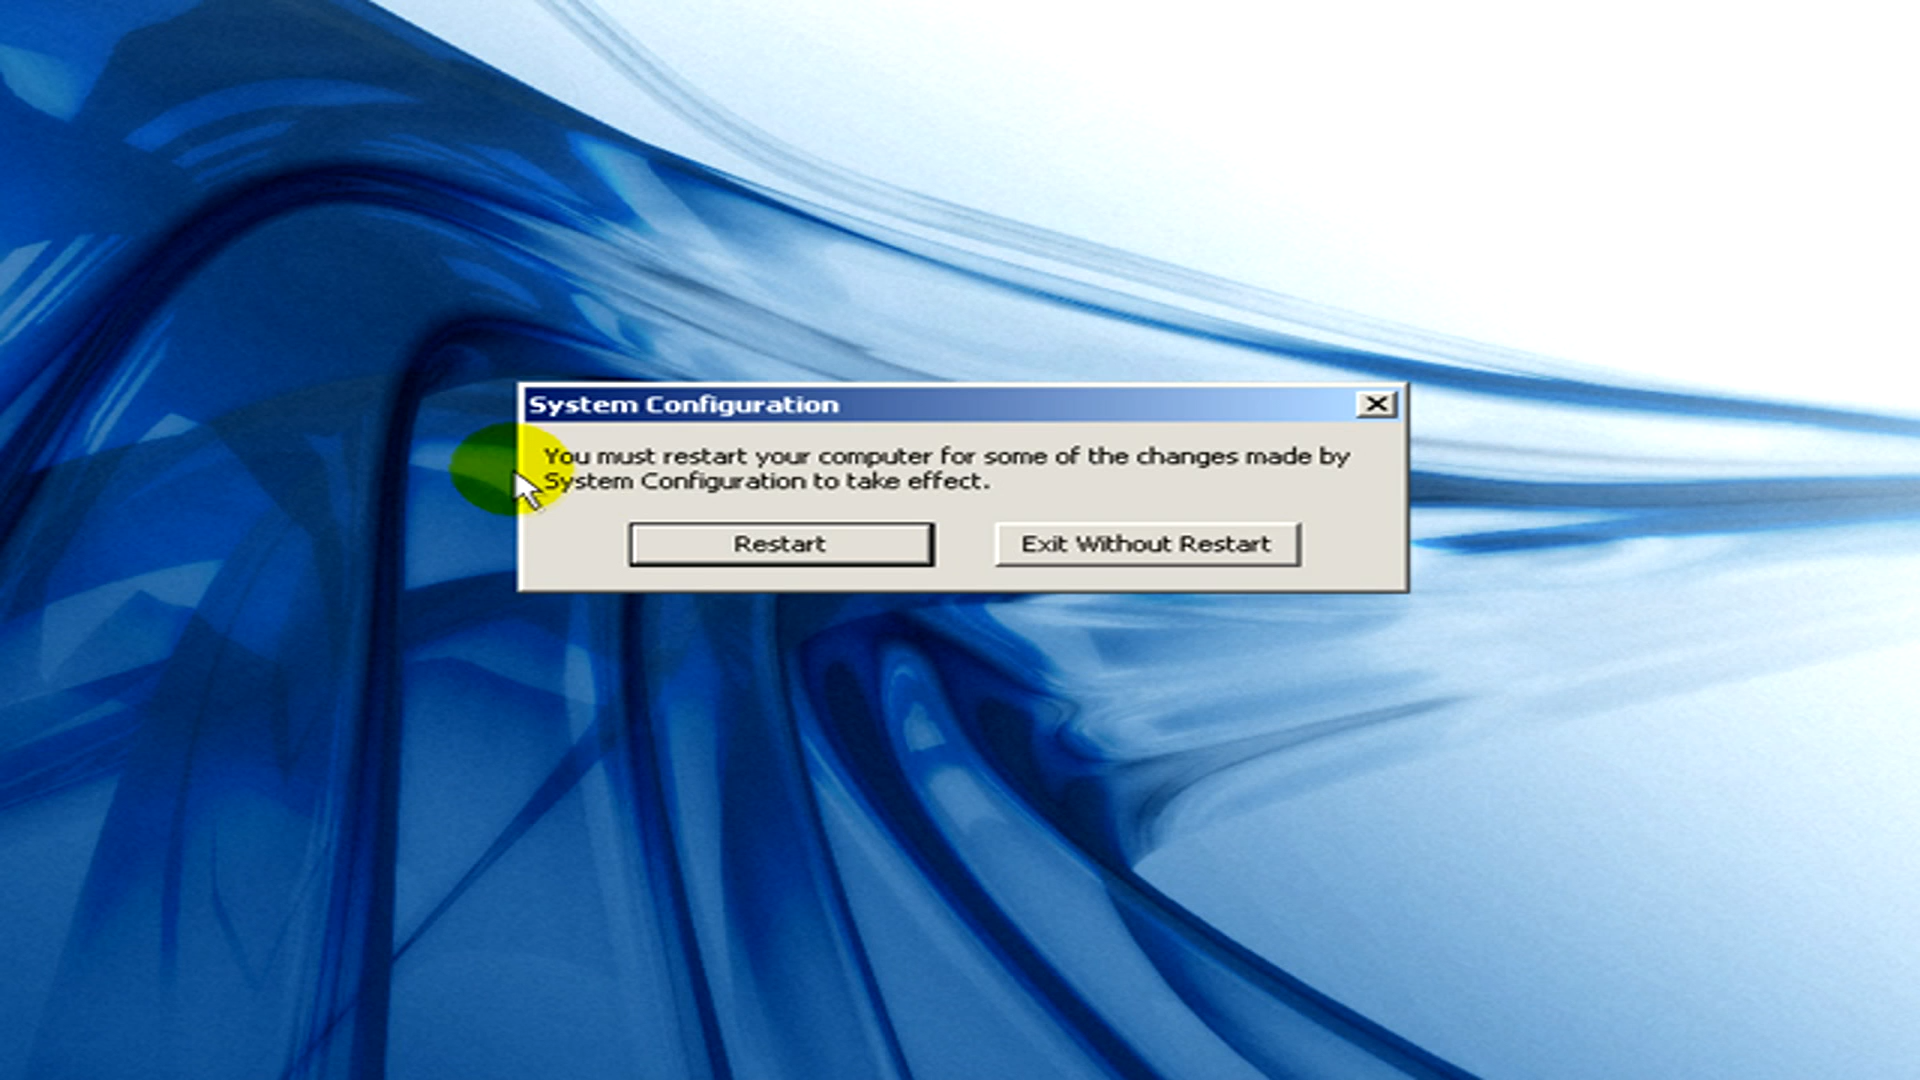 System Configuration
You must restart your computer for some of the changes made by
System Configuration to take effect.
Restart
Exit Without Restart